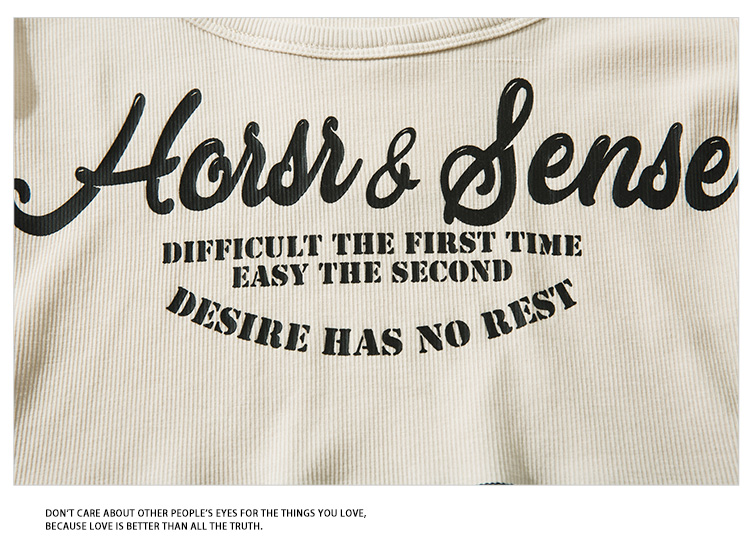 Horsr & Sense
DIFFICULT THE FIRST TIME
EASY THE SECOND
DESIRE HAS NO REST
DON'T CARE ABOUT OTHER PEOPLE'S EYES FOR THE THINGS YOU LOVE,
BECAUSE LOVE IS BETTER THAN ALL THE TRUTH.